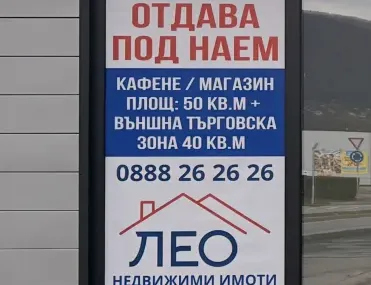 ОТДАВА
ПОД НАЕМ
КАФЕНЕ / МАГАЗИН
ПЛОЩ: 50 КВ.М +
ВЪНШНА ТЪРГОВСКА
ЗОНА 40 КВ.М
0888 26 26 26
ЛЕО
НЕДВИЖИМИ ИМОТИ